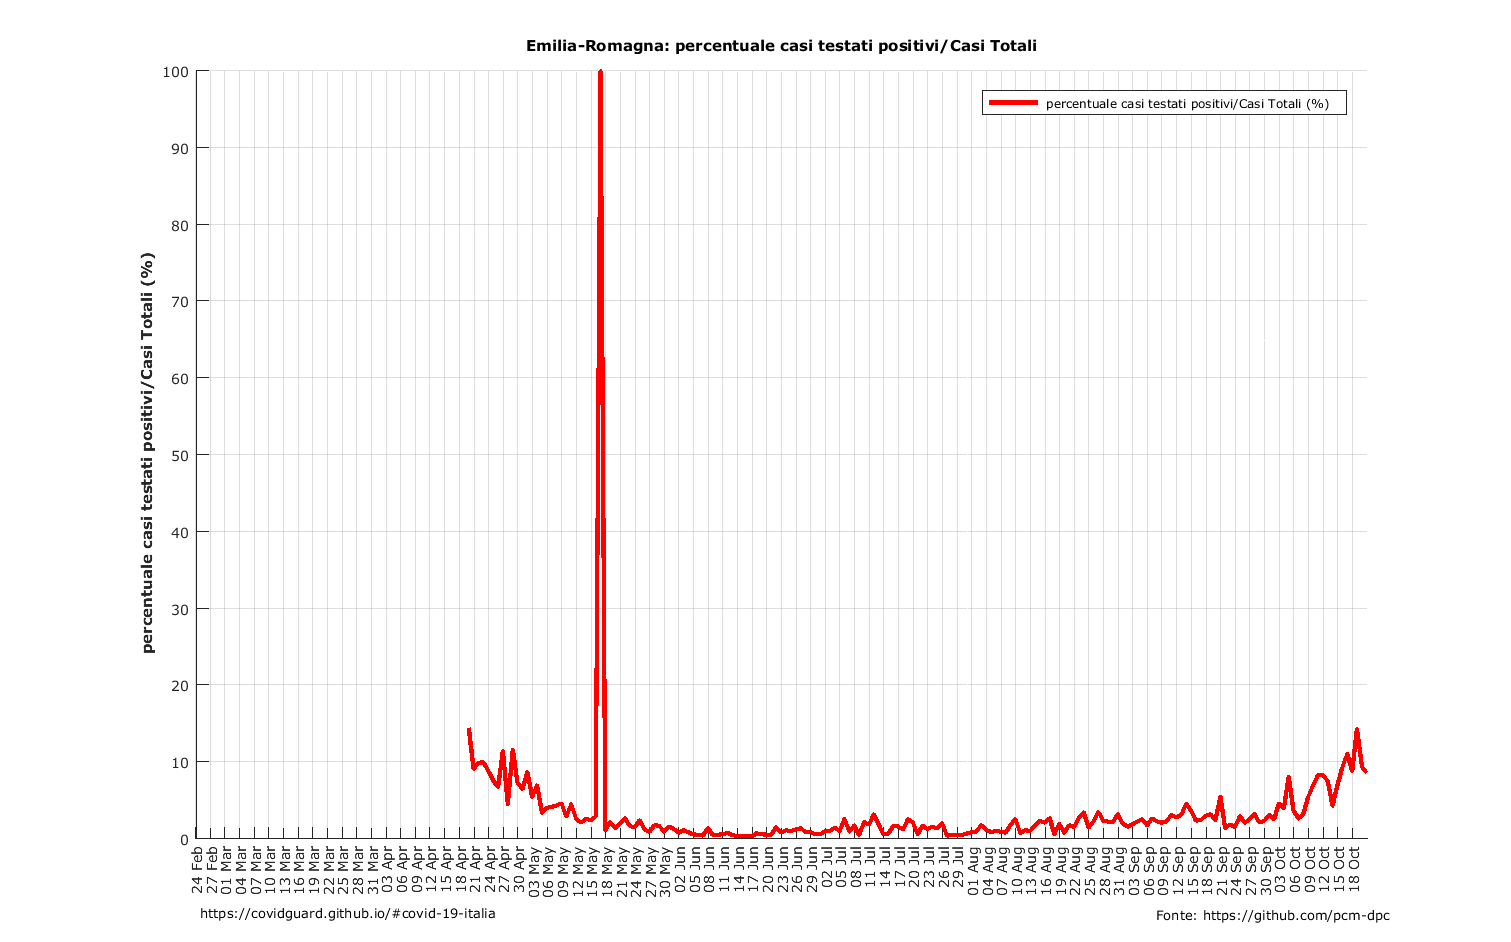 Emilia-Romagna: percentuale casi testati positivi/Casi Totali
percentuale casi testati positivi/Casi Totali (%)
percentuale casi testati positivi/Casi Totali (%)
100
90
80
70
60
50
40
30
20
10
0
24 Feb
27 Feb
01 Mar
04 Mar
07 Mar
10 Mar
13 Mar
16 Mar
19 Mar
22 Mar
25 Mar
28 Mar
31 Mar
03 Apr
06 Apr
09 Apr
12 Apr
15 Apr
18 Apr
21 Apr
24 Apr
27 Apr
30 Apr
03 May
06 May
09 May
12 May
15 May
18 May
21 May
24 May
27 May
30 May
02 Jun
05 Jun
08 Jun
11 Jun
14 Jun
17 Jun
20 Jun
23 Jun
26 Jun
29 Jun
02 Jul
05 Jul
08 Jul
11 Jul
14 Jul
17 Jul
20 Jul
23 Jul
26 Jul
29 Jul
01 Aug
04 Aug
07 Aug
10 Aug
13 Aug
16 Aug
19 Aug
22 Aug
25 Aug
28 Aug
31 Aug
03 Sep
06 Sep
09 Sep
12 Sep
15 Sep
18 Sep
21 Sep
24 Sep
27 Sep
30 Sep
03 Oct
06 Oct
09 Oct
12 Oct
15 Oct
18 Oct
https://covidguard.github.io/#covid-19-italia
Fonte: https://github.com/pcm-dpc